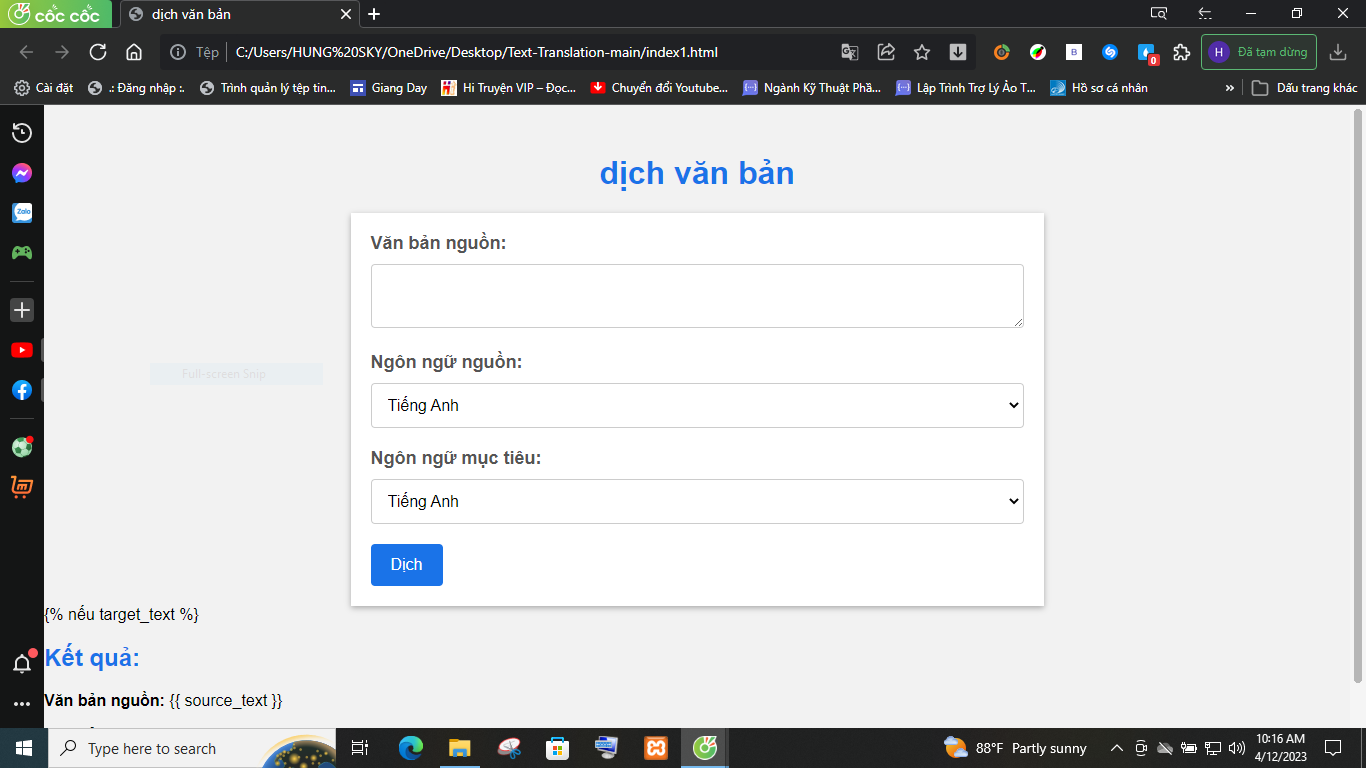 cốc cốc
dịch văn bản
Tệp
C:/Users/HUNG%20SKY/OneDrive/Desktop/Text-Translation-main/index1.html
B
0
H
Đã tạm dừng
Cài đặt
.: Đăng nhập :.
Trình quản lý tệp tin...
Giang Day
Hi Truyện VIP – Đọc...
Chuyển đổi Youtube...
Ngành Kỹ Thuật Phầ...
Lập Trình Trợ Lý Ảo T...
Hồ sơ cá nhân
»
Dấu trang khác
Zalo
dịch văn bản
Văn bản nguồn:
Full-screen Snip
Ngôn ngữ nguồn:
Tiếng Anh
Ngôn ngữ mục tiêu:
Tiếng Anh
Dịch
{% nếu target_text %}
Kết quả:
Văn bản nguồn: {{ source_text }}
Type here to search
88°F Partly sunny
10:16 AM
4/12/2023